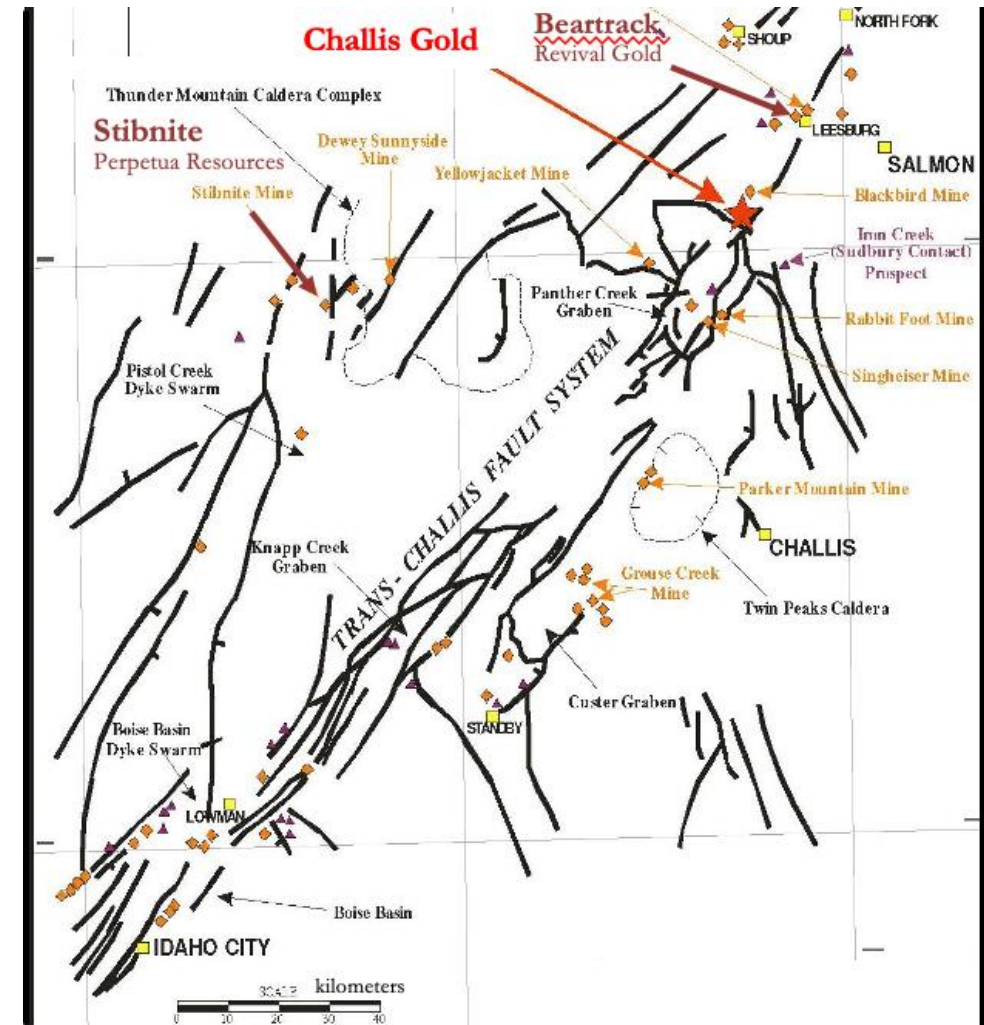 NORTH FORK
Challis Gold
Beartrack
Revival Gold
SHOUP
Thunder Mountain Caldera Complex
Stibnite
Perpetua Resources
LEESBURG
Dewey Sunnyside
Mine
SALMON
Yellowjacket Mine
Stibnite Mine
Blackbird Mine
Iron Creek
(Sudbury Contact)
Prospect
Panther Creek
Graben
Rabbit Foot Mine
Pistol Creek
Dyke Swarm
Singheiser Mine
TRANS - CHALLIS FAULT SYSTEM
Parker Mountain Mine
Knapp Creek
Graben
CHALLIS
Grouse Creek
Mine
Twin Peaks Caldera
Custer Graben
STANDBY
Boise Basin
Dyke Swarm
LOWMAN
Boise Basin
IDAHO CITY
SCALE kilometers
0 10 20 30 40